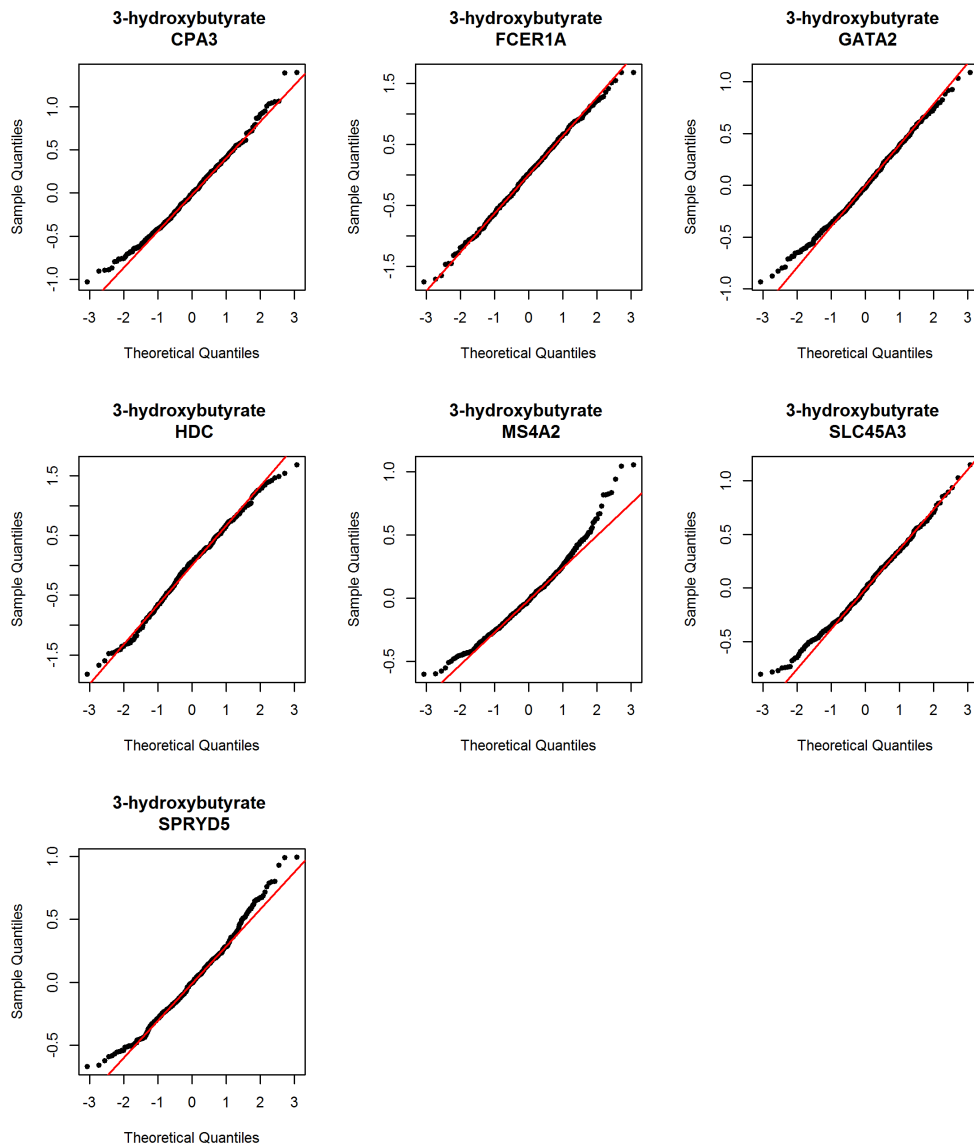 3-hydroxybutyrate
CPA3
Sample Quantiles
1.0
0.5
0.0
-0.5
-1.0
-3 -2 -1 0 1 2 3
Theoretical Quantiles
3-hydroxybutyrate
FCER1A
Sample Quantiles
1.5
0.5
-0.5
-1.5
-3 -2 -1 0 1 2 3
Theoretical Quantiles
3-hydroxybutyrate
GATA2
Sample Quantiles
1.0
0.5
0.0
-0.5
-1.0
-3 -2 -1 0 1 2 3
Theoretical Quantiles
3-hydroxybutyrate
HDC
Sample Quantiles
1.5
0.5
-0.5
-1.5
-3 -2 -1 0 1 2 3
Theoretical Quantiles
3-hydroxybutyrate
MS4A2
Sample Quantiles
1.0
0.5
0.0
-0.5
-3 -2 -1 0 1 2 3
Theoretical Quantiles
3-hydroxybutyrate
SLC45A3
Sample Quantiles
1.0
0.5
0.0
-0.5
-3 -2 -1 0 1 2 3
Theoretical Quantiles
3-hydroxybutyrate
SPRYD5
Sample Quantiles
1.0
0.5
0.0
-0.5
-3 -2 -1 0 1 2 3
Theoretical Quantiles